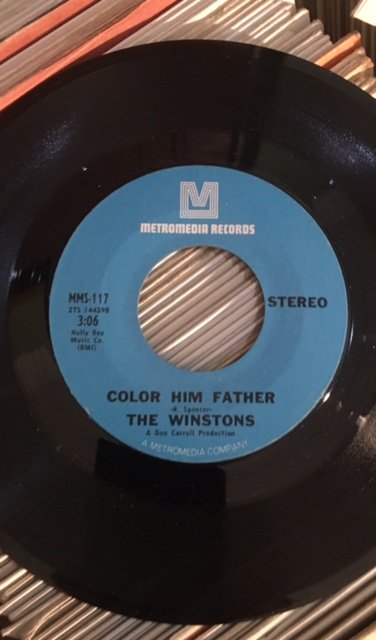 M
METROMEDIA RECORDS
MMS-117
ZTS 144298
3:06
Holly Bee
Music Co.
(BMI)
STEREO
COLOR HIM FATHER
-R. Spencer-
THE WINSTONS
A Don Carroll Production
A METROMEDIA COMPANY